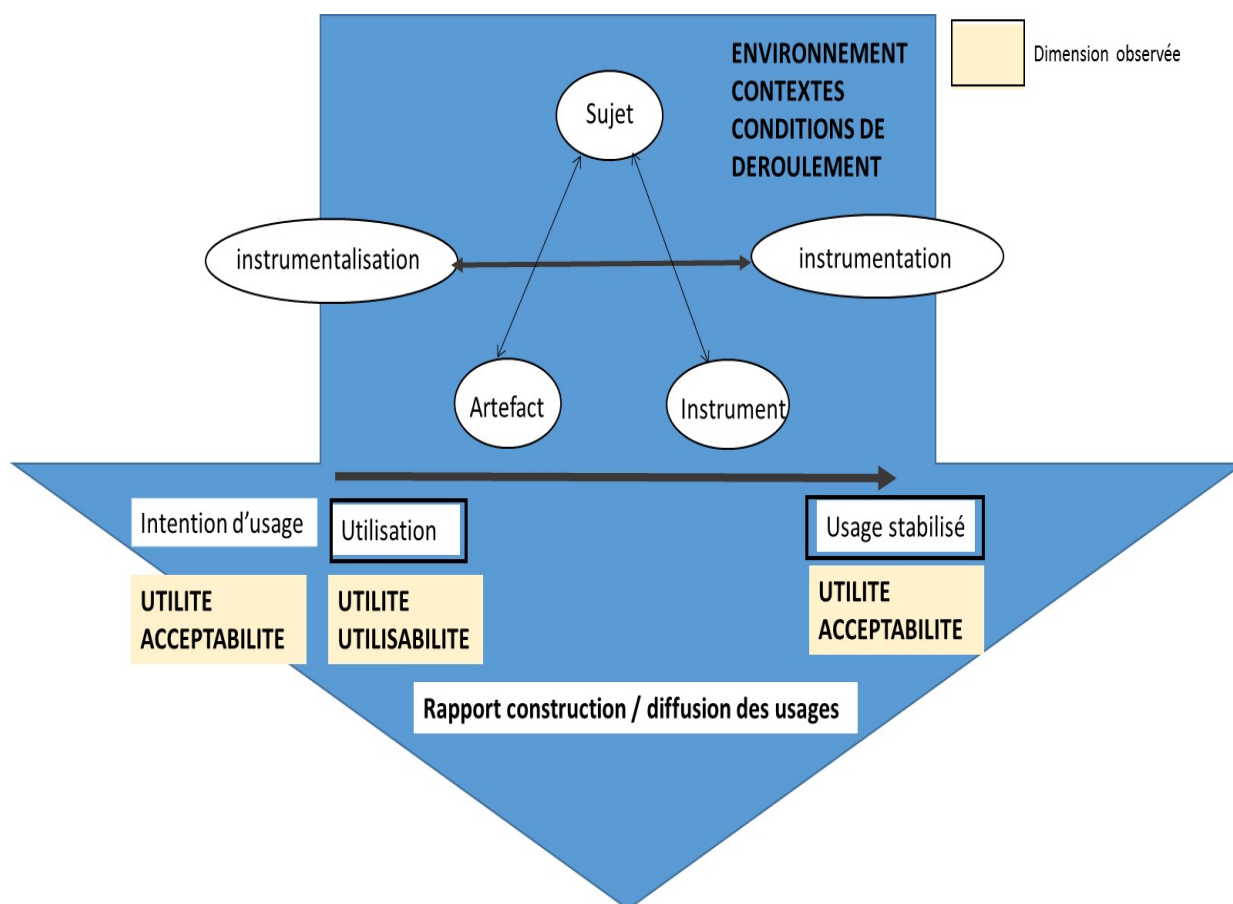 ENVIRONNEMENT
CONTEXTES
CONDITIONS DE
DEROULEMENT
Dimension observée
Sujet
instrumentalisation
instrumentation
Artefact
Instrument
Intention d’usage
Utilisation
Usage stabilisé
UTILITE
ACCEPTABILITE
UTILITE
UTILISABILITE
UTILITE
ACCEPTABILITE
Rapport construction / diffusion des usages